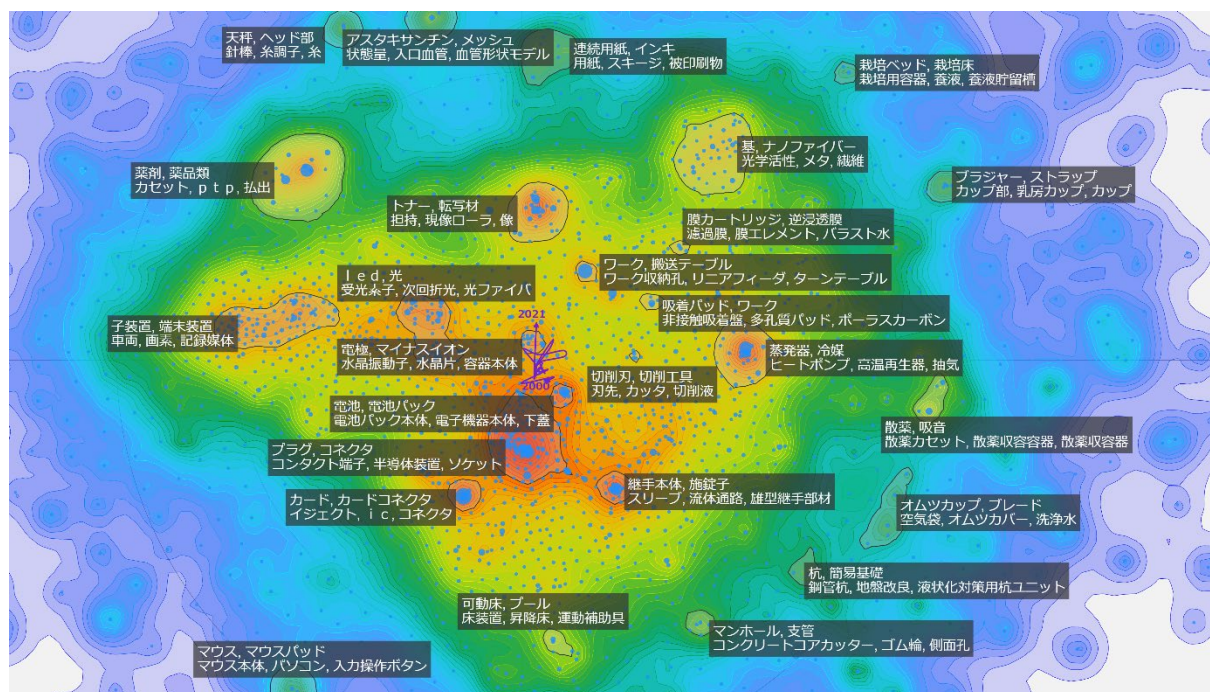 天秤, ヘッド部
針棒, 糸調子, 糸
アスタキサンチン, メッシュ
状態量, 入口血管, 血管形状モデル
連続用紙, インキ
用紙, スキージ, 被印刷物
栽培ベッド, 栽培床
栽培用容器, 養液, 養液貯留槽
薬剤, 薬品類
カセット, ｐｔｐ, 払出
基, ナノファイバー
光学活性, メタ, 繊維
ブラジャー, ストラップ
カップ部, 乳房カップ, カップ
トナー, 転写材
担持, 現像ローラ, 像
膜カートリッジ, 逆浸透膜
濾過膜, 膜エレメント, バラスト水
ｌｅｄ, 光
受光素子, 次回折光, 光ファイバ
ワーク, 搬送テーブル
ワーク収納孔, リニアフィーダ, ターンテーブル
吸着パッド, ワーク
非接触吸着盤, 多孔質パッド, ポーラスカーボン
子装置, 端末装置
車両, 画素, 記録媒体
2021
電極, マイナスイオン
水晶振動子, 水晶片, 容器本体
蒸発器, 冷媒
ヒートポンプ, 高温再生器, 抽気
2000
切削刃, 切削工具
刃先, カッタ, 切削液
電池, 電池パック
電池パック本体, 電子機器本体, 下蓋
散薬, 吸音
散薬カセット, 散薬収容容器, 散薬収容器
プラグ, コネクタ
コンタクト端子, 半導体装置, ソケット
カード, カードコネクタ
イジェクト, ｉｃ, コネクタ
継手本体, 施錠子
スリーブ, 流体通路, 雄型継手部材
オムツカップ, ブレード
空気袋, オムツカバー, 洗浄水
杭, 簡易基礎
鋼管杭, 地盤改良, 液状化対策用杭ユニット
可動床, プール
床装置, 昇降床, 運動補助具
マンホール, 支管
コンクリートコアカッター, ゴム輪, 側面孔
マウス, マウスパッド
マウス本体, パソコン, 入力操作ボタン